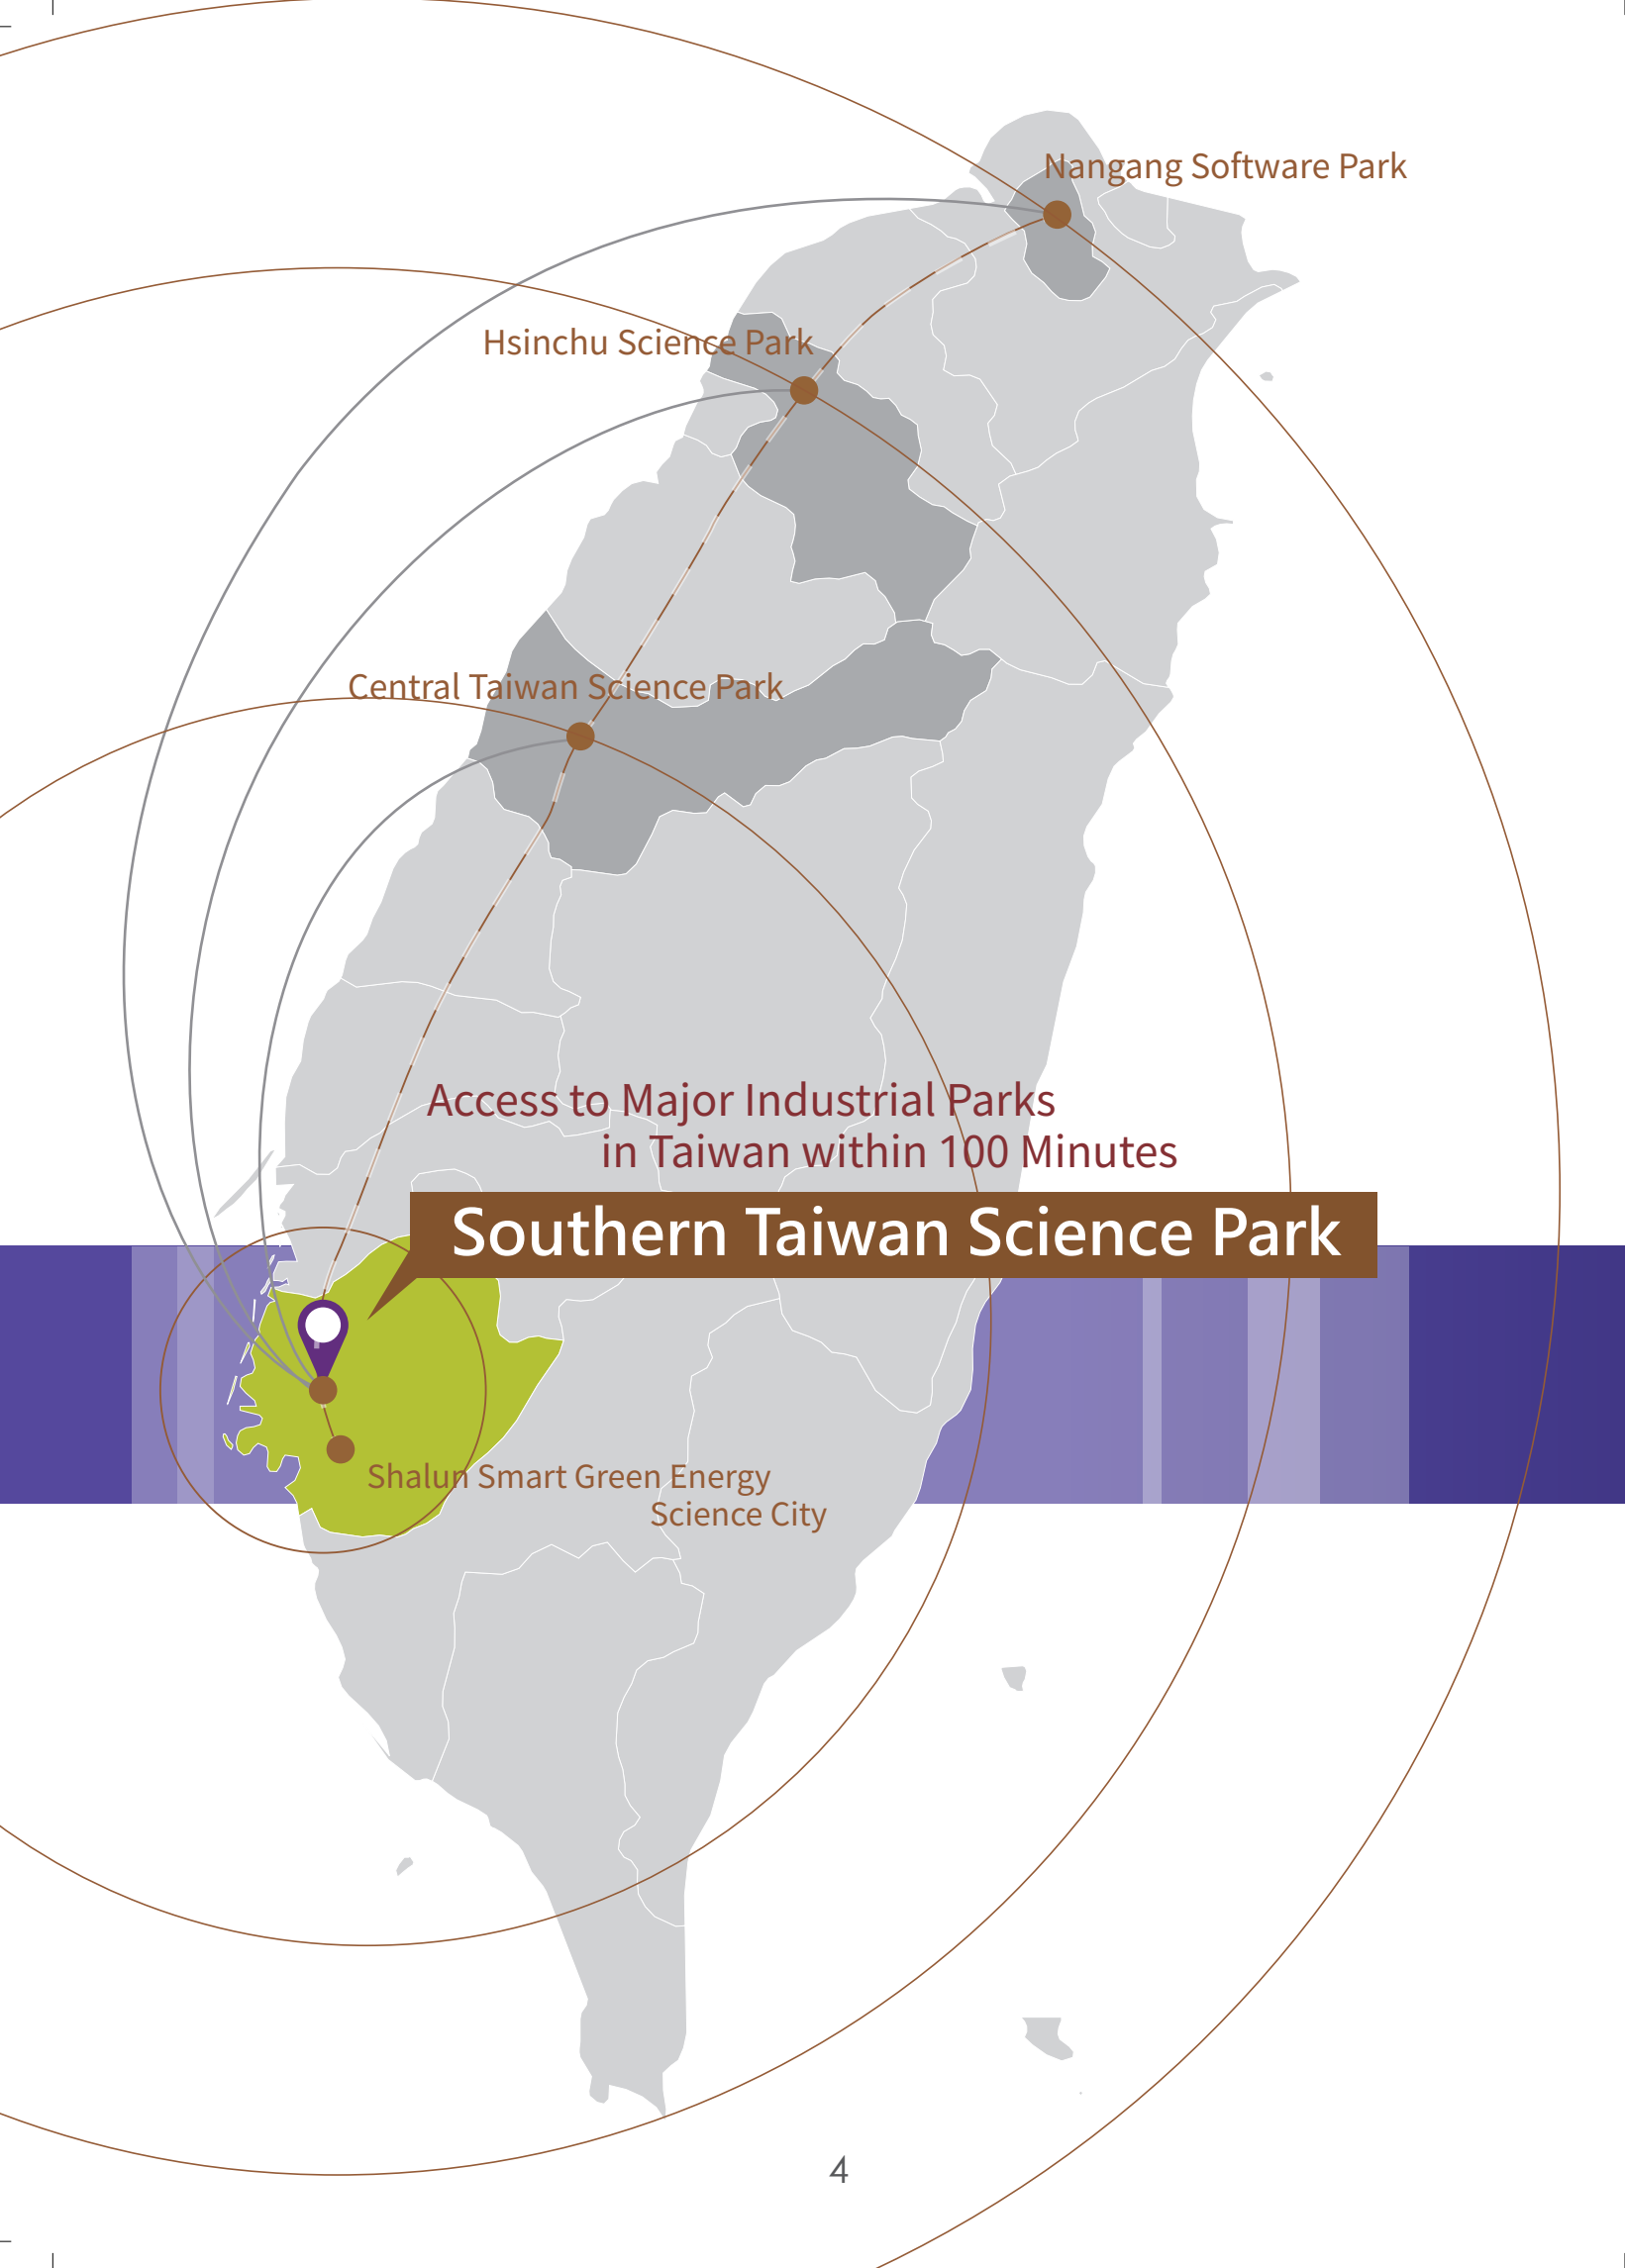 Nangang Software Park
Hsinchu Science Park
Central Taiwan Science Park
Access to Major Industrial Parks
in Taiwan within 100 Minutes
Southern Taiwan Science Park
Shalun Smart Green Energy
Science City
4